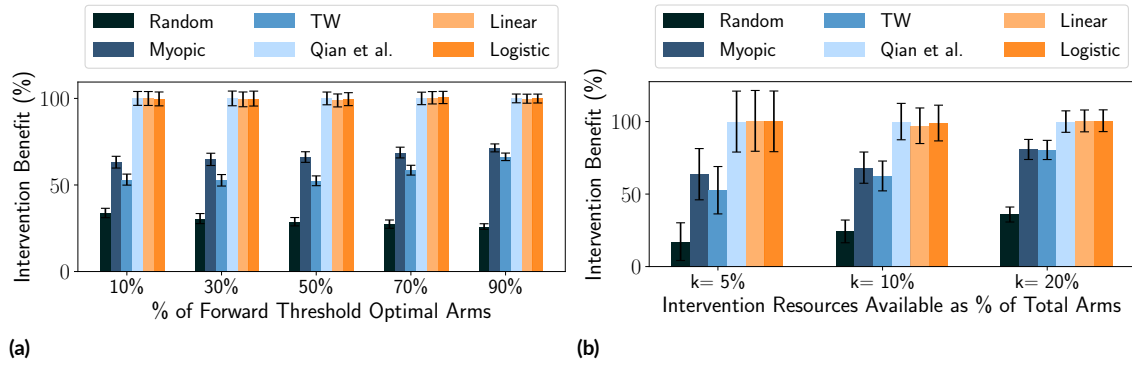 Random TW Linear
Myopic Qian et al. Logistic
Intervention Benefit (%)
100
50
0
10% 30% 50% 70% 90%
% of Forward Threshold Optimal Arms
(a)
Random TW Linear
Myopic Qian et al. Logistic
Intervention Benefit (%)
100
50
0
k= 5% k= 10% k= 20%
Intervention Resources Available as % of Total Arms
(b)